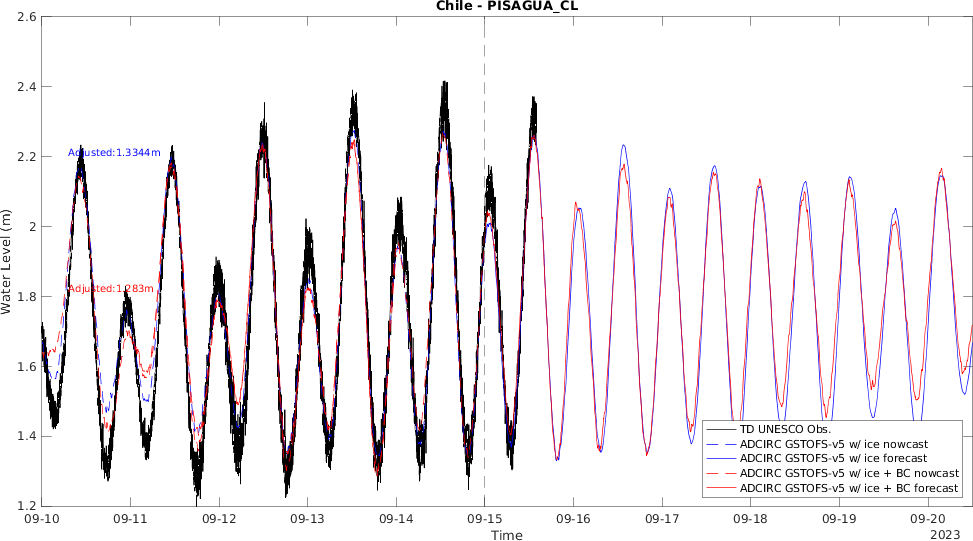 Chile - PISAGUA_CL
2.6
2.4
2.2
2
1.8
1.6
1.4
1.2
Water Level (m)
Adjusted:1.3344m
Adjusted:1.283m
TD UNESCO Obs.
ADCIRC GSTOFS-v5 w/ ice nowcast
ADCIRC GSTOFS-v5 w/ ice forecast
ADCIRC GSTOFS-v5 w/ ice + BC nowcast
ADCIRC GSTOFS-v5 w/ ice + BC forecast
09-10 09-11 09-12 09-13 09-14 09-15 09-16 09-17 09-18 09-19 09-20
Time
2023